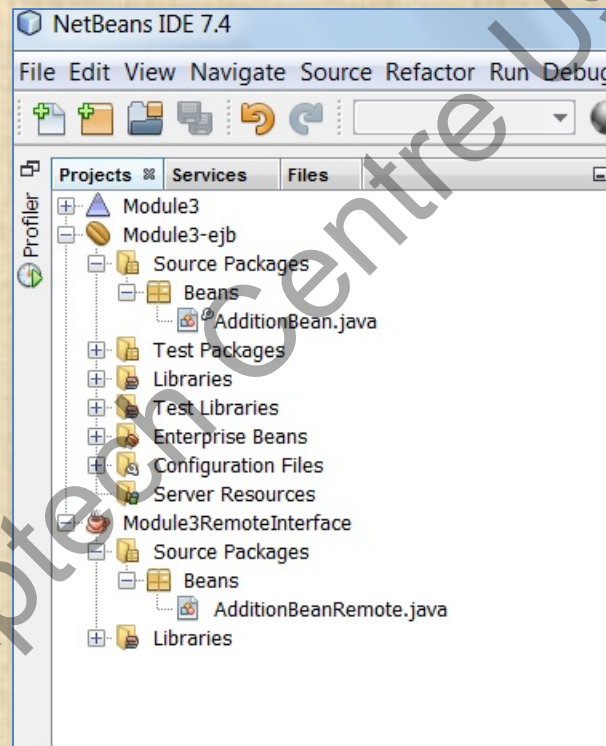 NetBeans IDE 7.4
File Edit View Navigate Source Refactor Run Debug
Projects Services Files
Profiler
Module3
Module3-ejb
Source Packages
Beans
AdditionBean.java
Test Packages
Libraries
Test Libraries
Enterprise Beans
Configuration Files
Server Resources
Module3RemoteInterface
Source Packages
Beans
AdditionBeanRemote.java
Libraries
Centre